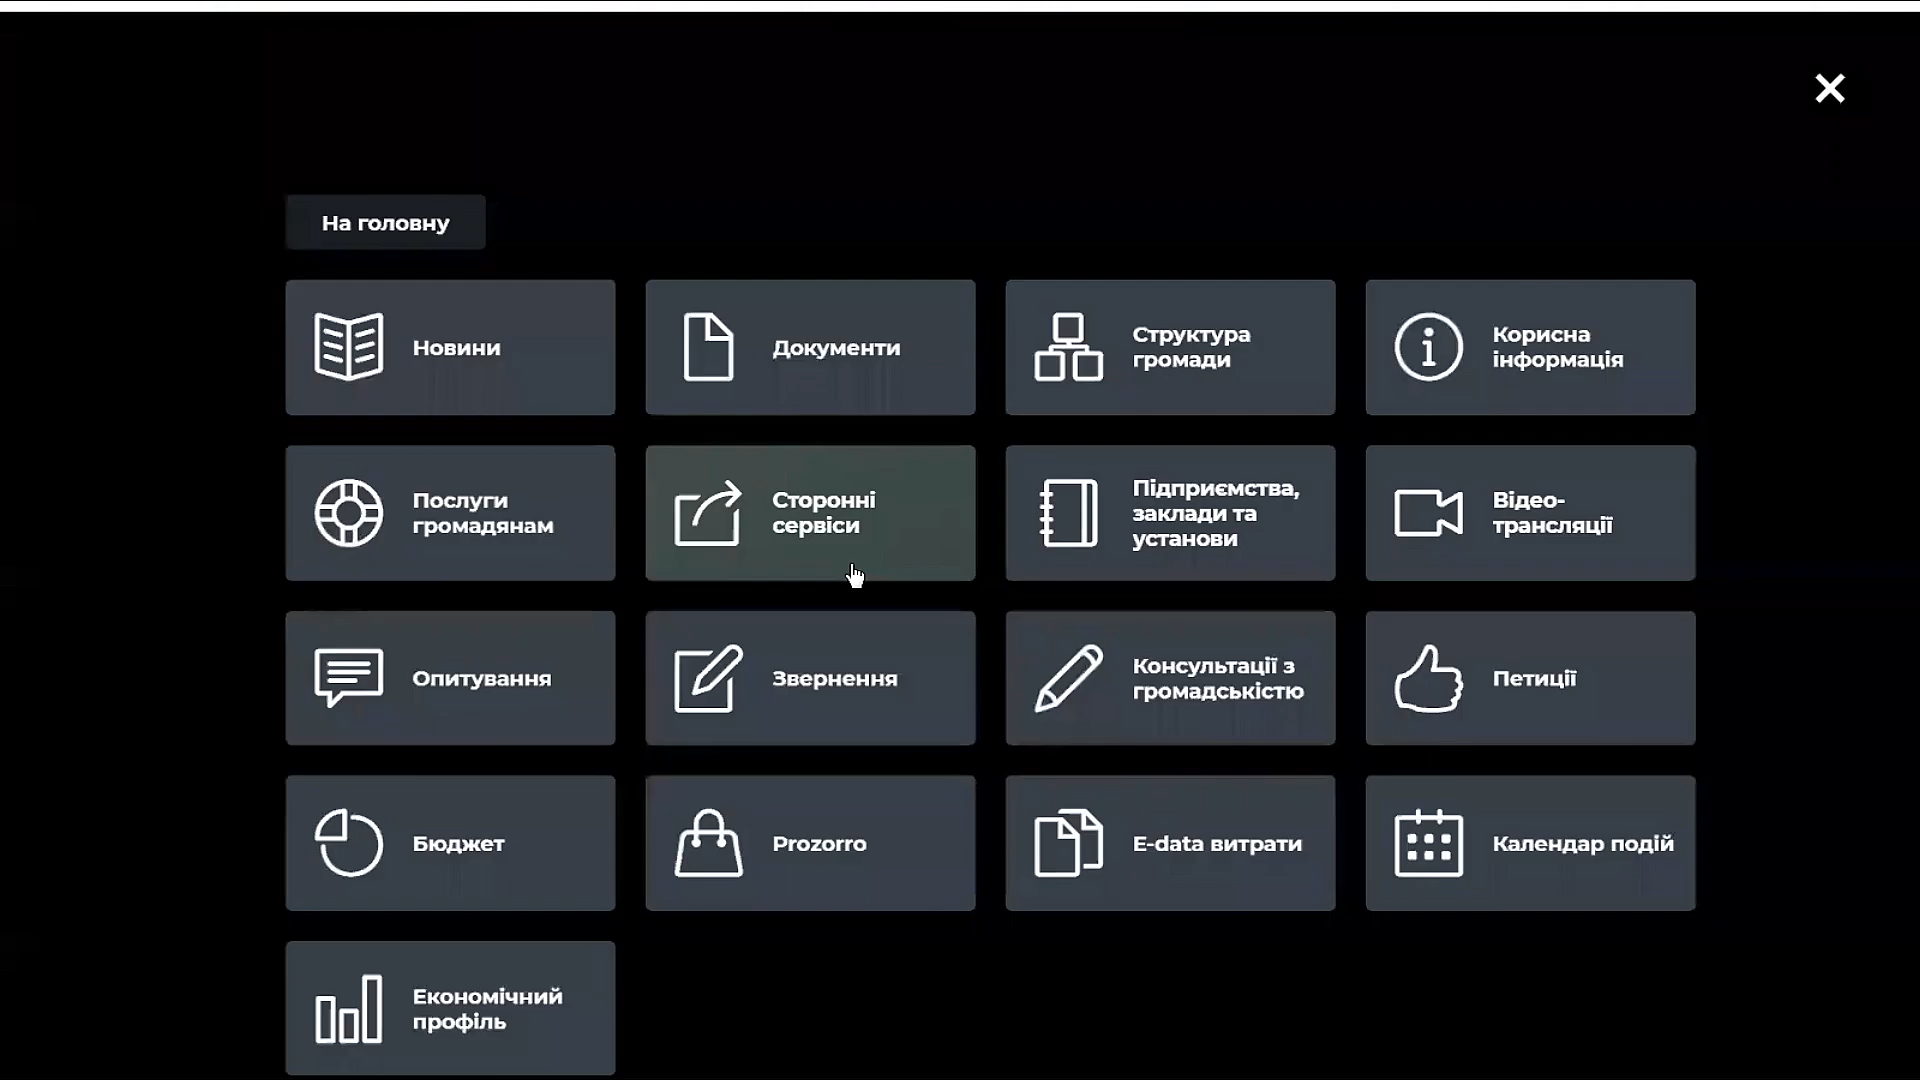 На головну
Новини
Документи
Структура
громади
Корисна
інформація
Послуги
громадянам
Сторонні
сервіси
Підприємства,
заклади та
установи
Відео-
трансляції
Опитування
Звернення
Консультації з
громадськістю
Петиції
Бюджет
Prozorro
E-data витрати
Календар подій
Економічний
профіль